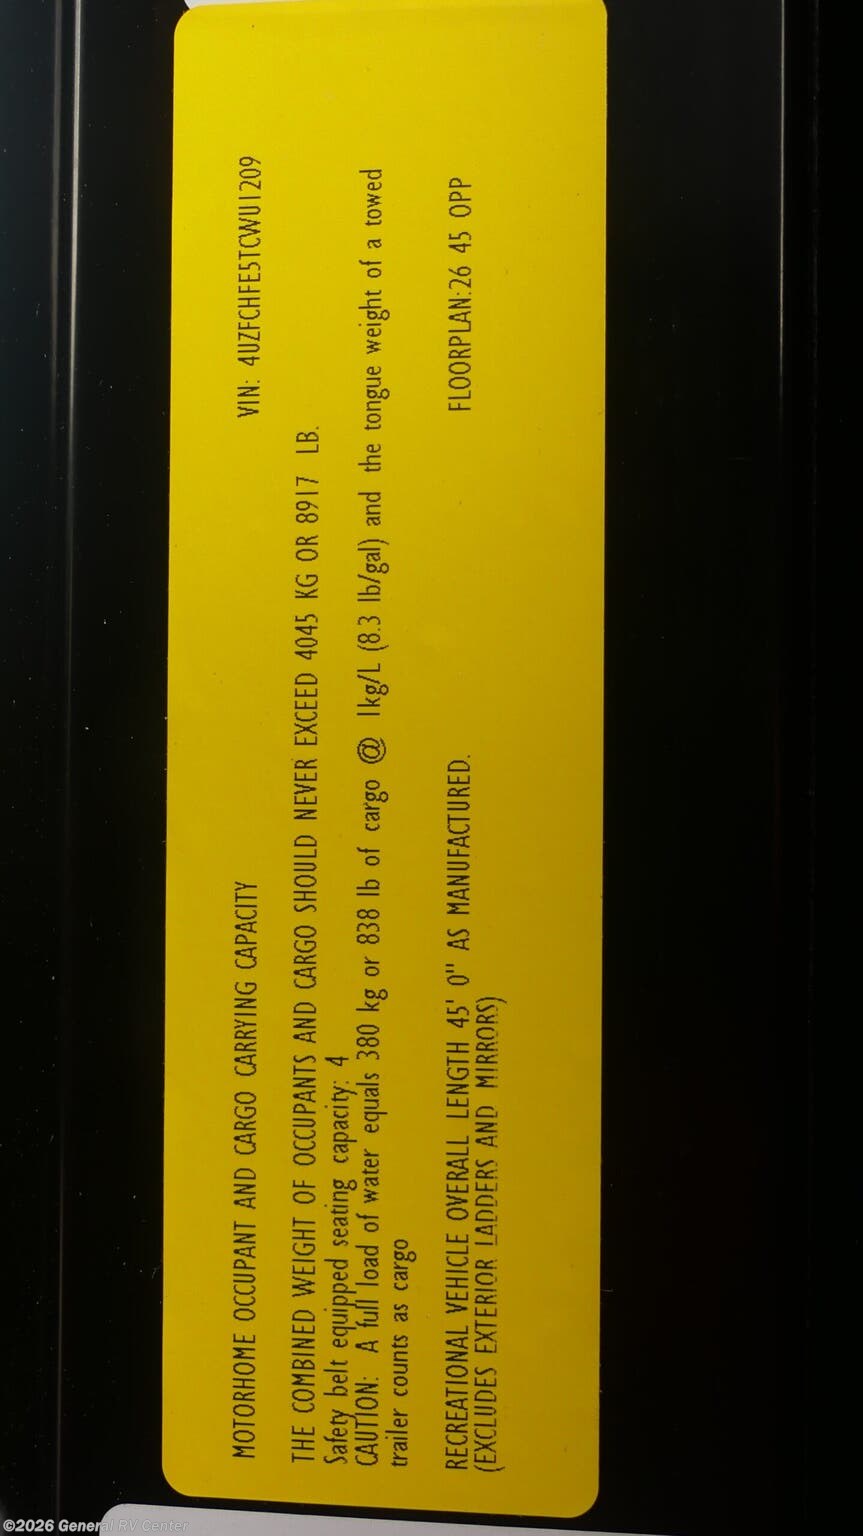 MOTORHOME OCCUPANT AND CARGO CARRYING CAPACITY VIN: 4UZFCHFE5TCWU1209
THE COMBINED WEIGHT OF OCCUPANTS AND CARGO SHOULD NEVER EXCEED 4045 KG OR 8917 LB.
Safety belt equipped seating capacity: 4
CAUTION: A full load of water equals 380 kg or 838 lb of cargo @ 1kg/L (8.3 lb/gal) and the tongue weight of a towed
trailer counts as cargo
RECREATIONAL VEHICLE OVERALL LENGTH 45' 0" AS MANUFACTURED. FLOORPLAN:26 45 OPP
(EXCLUDES EXTERIOR LADDERS AND MIRRORS)
©2026 General RV Center